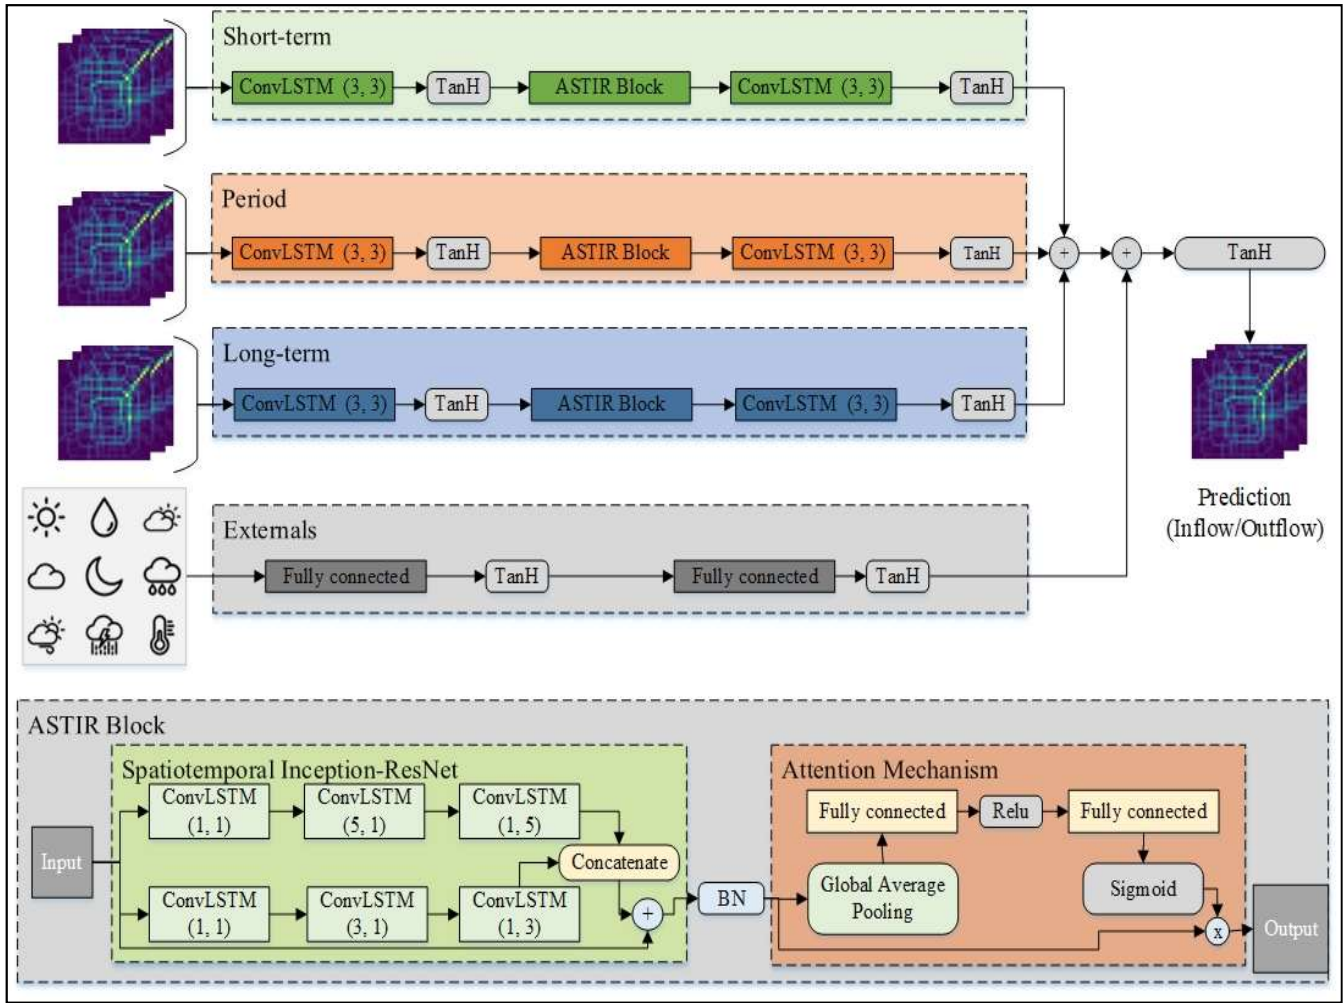 Short-term
ConvLSTM (3, 3)
TanH
ASTIR Block
ConvLSTM (3, 3)
TanH
Period
ConvLSTM (3, 3)
TanH
ASTIR Block
ConvLSTM (3, 3)
TanH
+
+
TanH
Long-term
ConvLSTM (3, 3)
TanH
ASTIR Block
ConvLSTM (3, 3)
TanH
Prediction
(Inflow/Outflow)
Externals
Fully connected
TanH
Fully connected
TanH
ASTIR Block
Spatiotemporal Inception-ResNet
Input
ConvLSTM
(1, 1)
ConvLSTM
(5, 1)
ConvLSTM
(1, 5)
Concatenate
ConvLSTM
(1, 1)
ConvLSTM
(3, 1)
ConvLSTM
(1, 3)
+
BN
Attention Mechanism
Fully connected
Relu
Fully connected
Global Average
Pooling
Sigmoid
x
Output